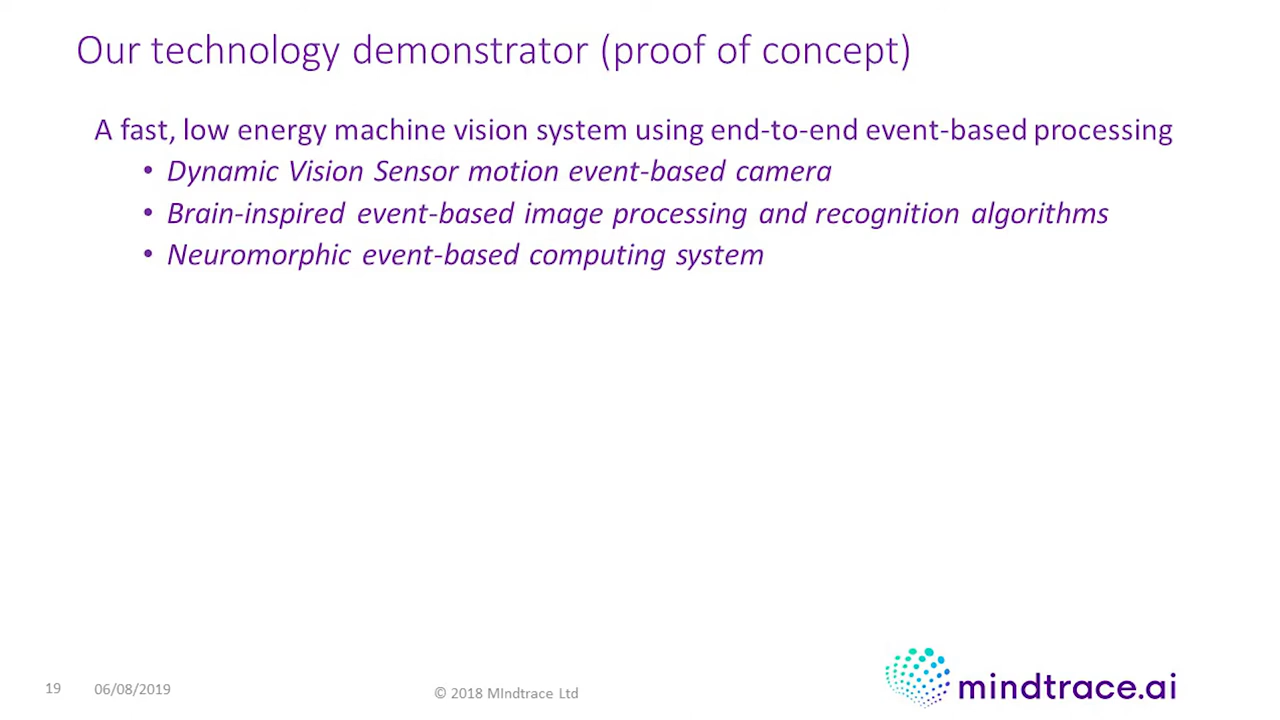 Our technology demonstrator (proof of concept)
A fast, low energy machine vision system using end-to-end event-based processing
• Dynamic Vision Sensor motion event-based camera
• Brain-inspired event-based image processing and recognition algorithms
• Neuromorphic event-based computing system
19 06/08/2019
© 2018 MIndtrace Ltd
mindtrace.ai